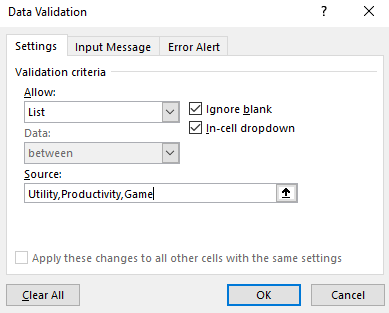 Data Validation
?
Settings
Input Message
Error Alert
Validation criteria
Allow:
List
Ignore blank
In-cell dropdown
Data:
between
Source:
Utility,Productivity,Game
Apply these changes to all other cells with the same settings
Clear All
OK
Cancel